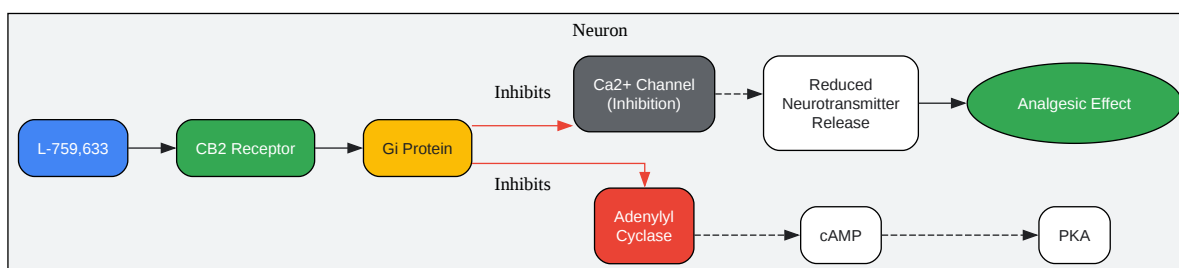 Neuron
L-759,633
CB2 Receptor
Gi Protein
Inhibits
Ca2+ Channel
(Inhibition)
Reduced
Neurotransmitter
Release
Analgesic Effect
Inhibits
Adenylyl
Cyclase
cAMP
PKA